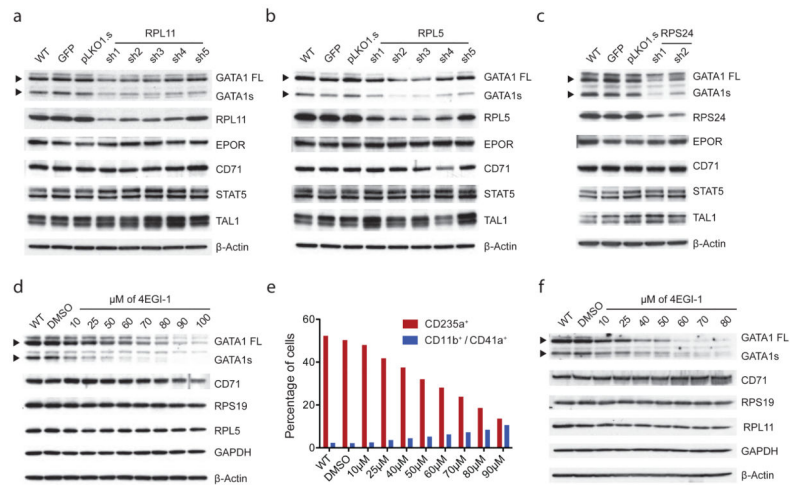 a
RPL11
WT GFP pLKO1.s sh1 sh2 sh3 sh4 sh5
GATA1 FL
GATA1s
RPL11
EPOR
CD71
STAT5
TAL1
β-Actin
b
RPL5
WT GFP pLKO1.s sh1 sh2 sh3 sh4 sh5
GATA1 FL
GATA1s
RPL5
EPOR
CD71
STAT5
TAL1
β-Actin
c
RPS24
WT GFP pLKO1.s sh1 sh2
GATA1 FL
GATA1s
RPS24
EPOR
CD71
STAT5
TAL1
β-Actin
d
μM of 4EGI-1
WT DMSO 10 25 50 60 70 80 90 100
GATA1 FL
GATA1s
CD71
RPS19
RPL5
GAPDH
β-Actin
e
CD235a+
CD11b+ / CD41a+
Percentage of cells
60
40
20
0
WT DMSO 10μM 25μM 40μM 50μM 60μM 70μM 80μM 90μM
f
μM of 4EGI-1
WT DMSO 10 25 40 50 60 70 80
GATA1 FL
GATA1s
CD71
RPS19
RPL11
GAPDH
β-Actin